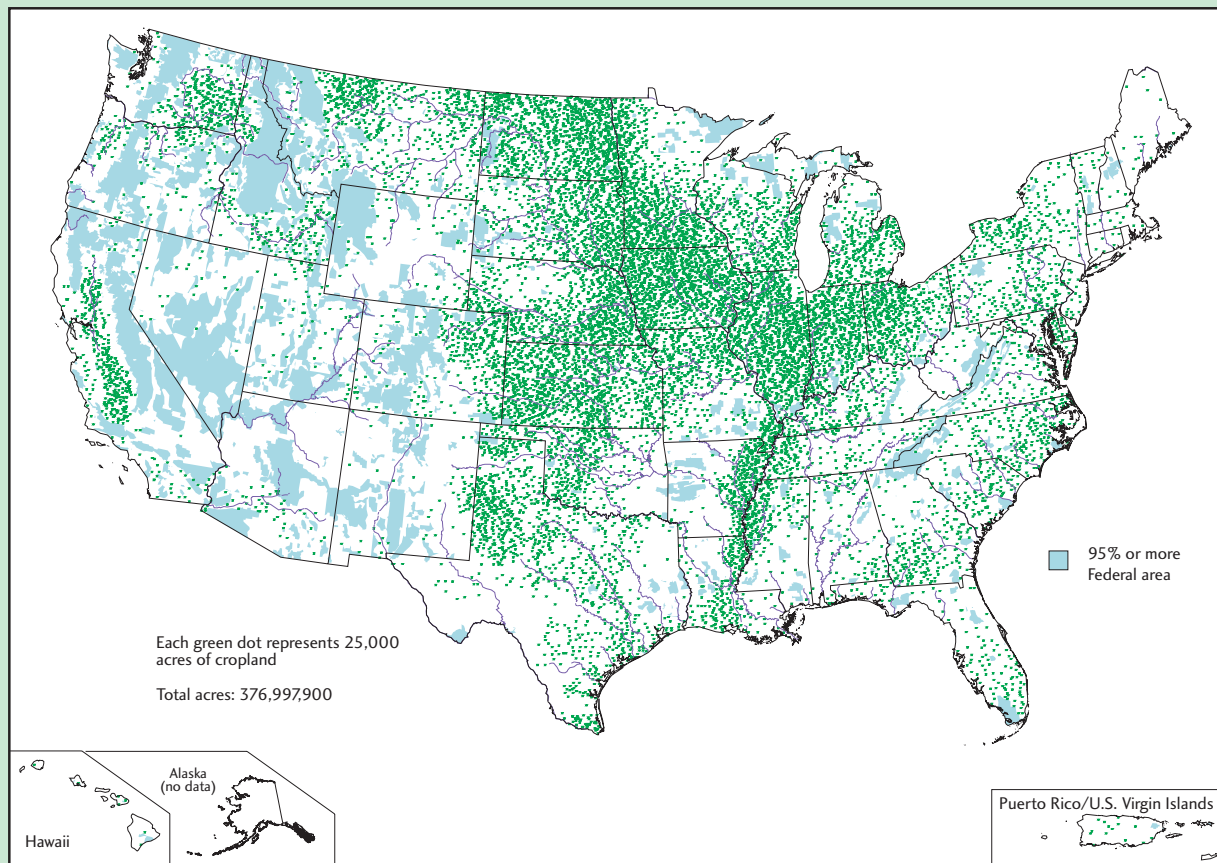 95% or more
Federal area
Each green dot represents 25,000
acres of cropland
Total acres: 376,997,900
Alaska
(no data)
Hawaii
Puerto Rico/U.S. Virgin Islands